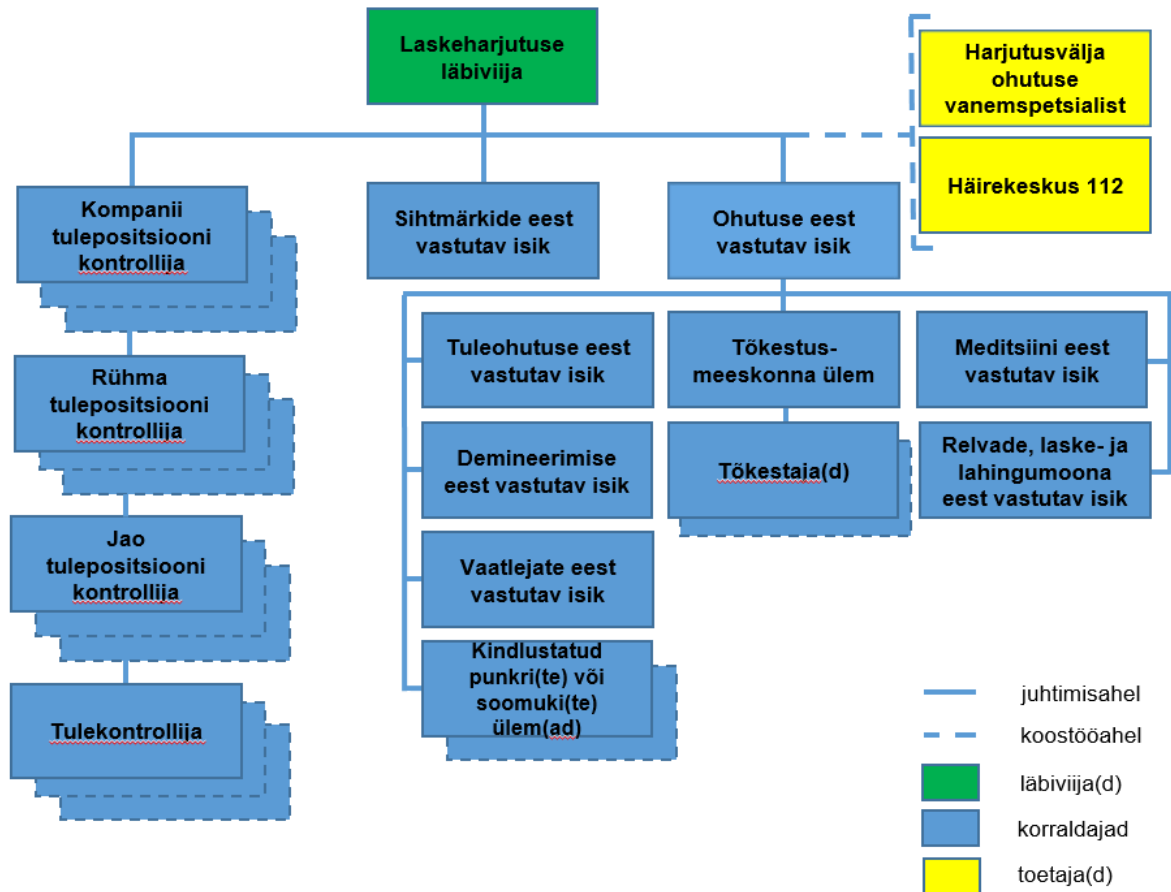 Laskeharjutuse
läbiviija
Harjutusvälja
ohutuse
vanemspetsialist
Häirekeskus 112
Kompanii
tulepositsiooni
kontrollija
Sihtmärkide eest
vastutav isik
Ohutuse eest
vastutav isik
Rühma
tulepositsiooni
kontrollija
Jao
tulepositsiooni
kontrollija
Tulekontrollija
Tuleohutuse eest
vastutav isik
Demineerimise
eest vastutav isik
Vaatlejate eest
vastutav isik
Kindlustatud
punkri(te) või
soomuki(te)
ülem(ad)
Tõkestus-
meeskonna ülem
Tõkestaja(d)
Meditsiini eest
vastutav isik
Relvade, laske- ja
lahingumoona
eest vastutav isik
juhtimisahel
koostööahel
läbiviija(d)
korraldajad
toetaja(d)